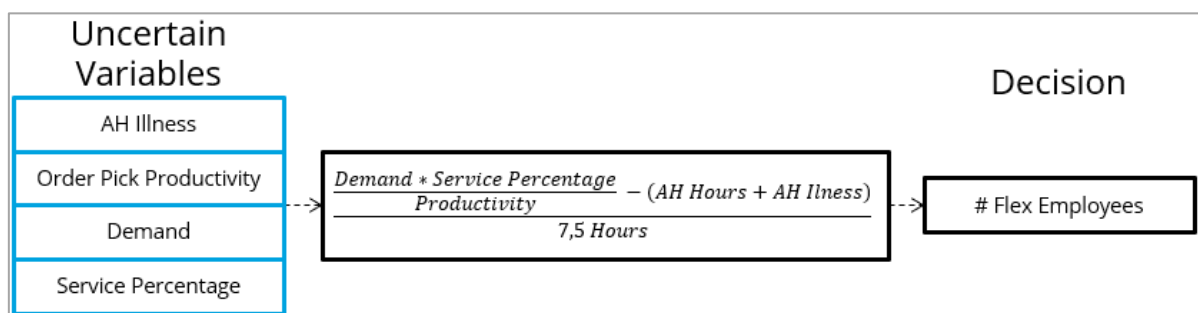 Uncertain
Variables
AH Illness
Order Pick Productivity
Demand
Service Percentage
Demand * Service Percentage
Productivity
− (AH Hours + AH Ilness)
7,5 Hours
Decision
# Flex Employees